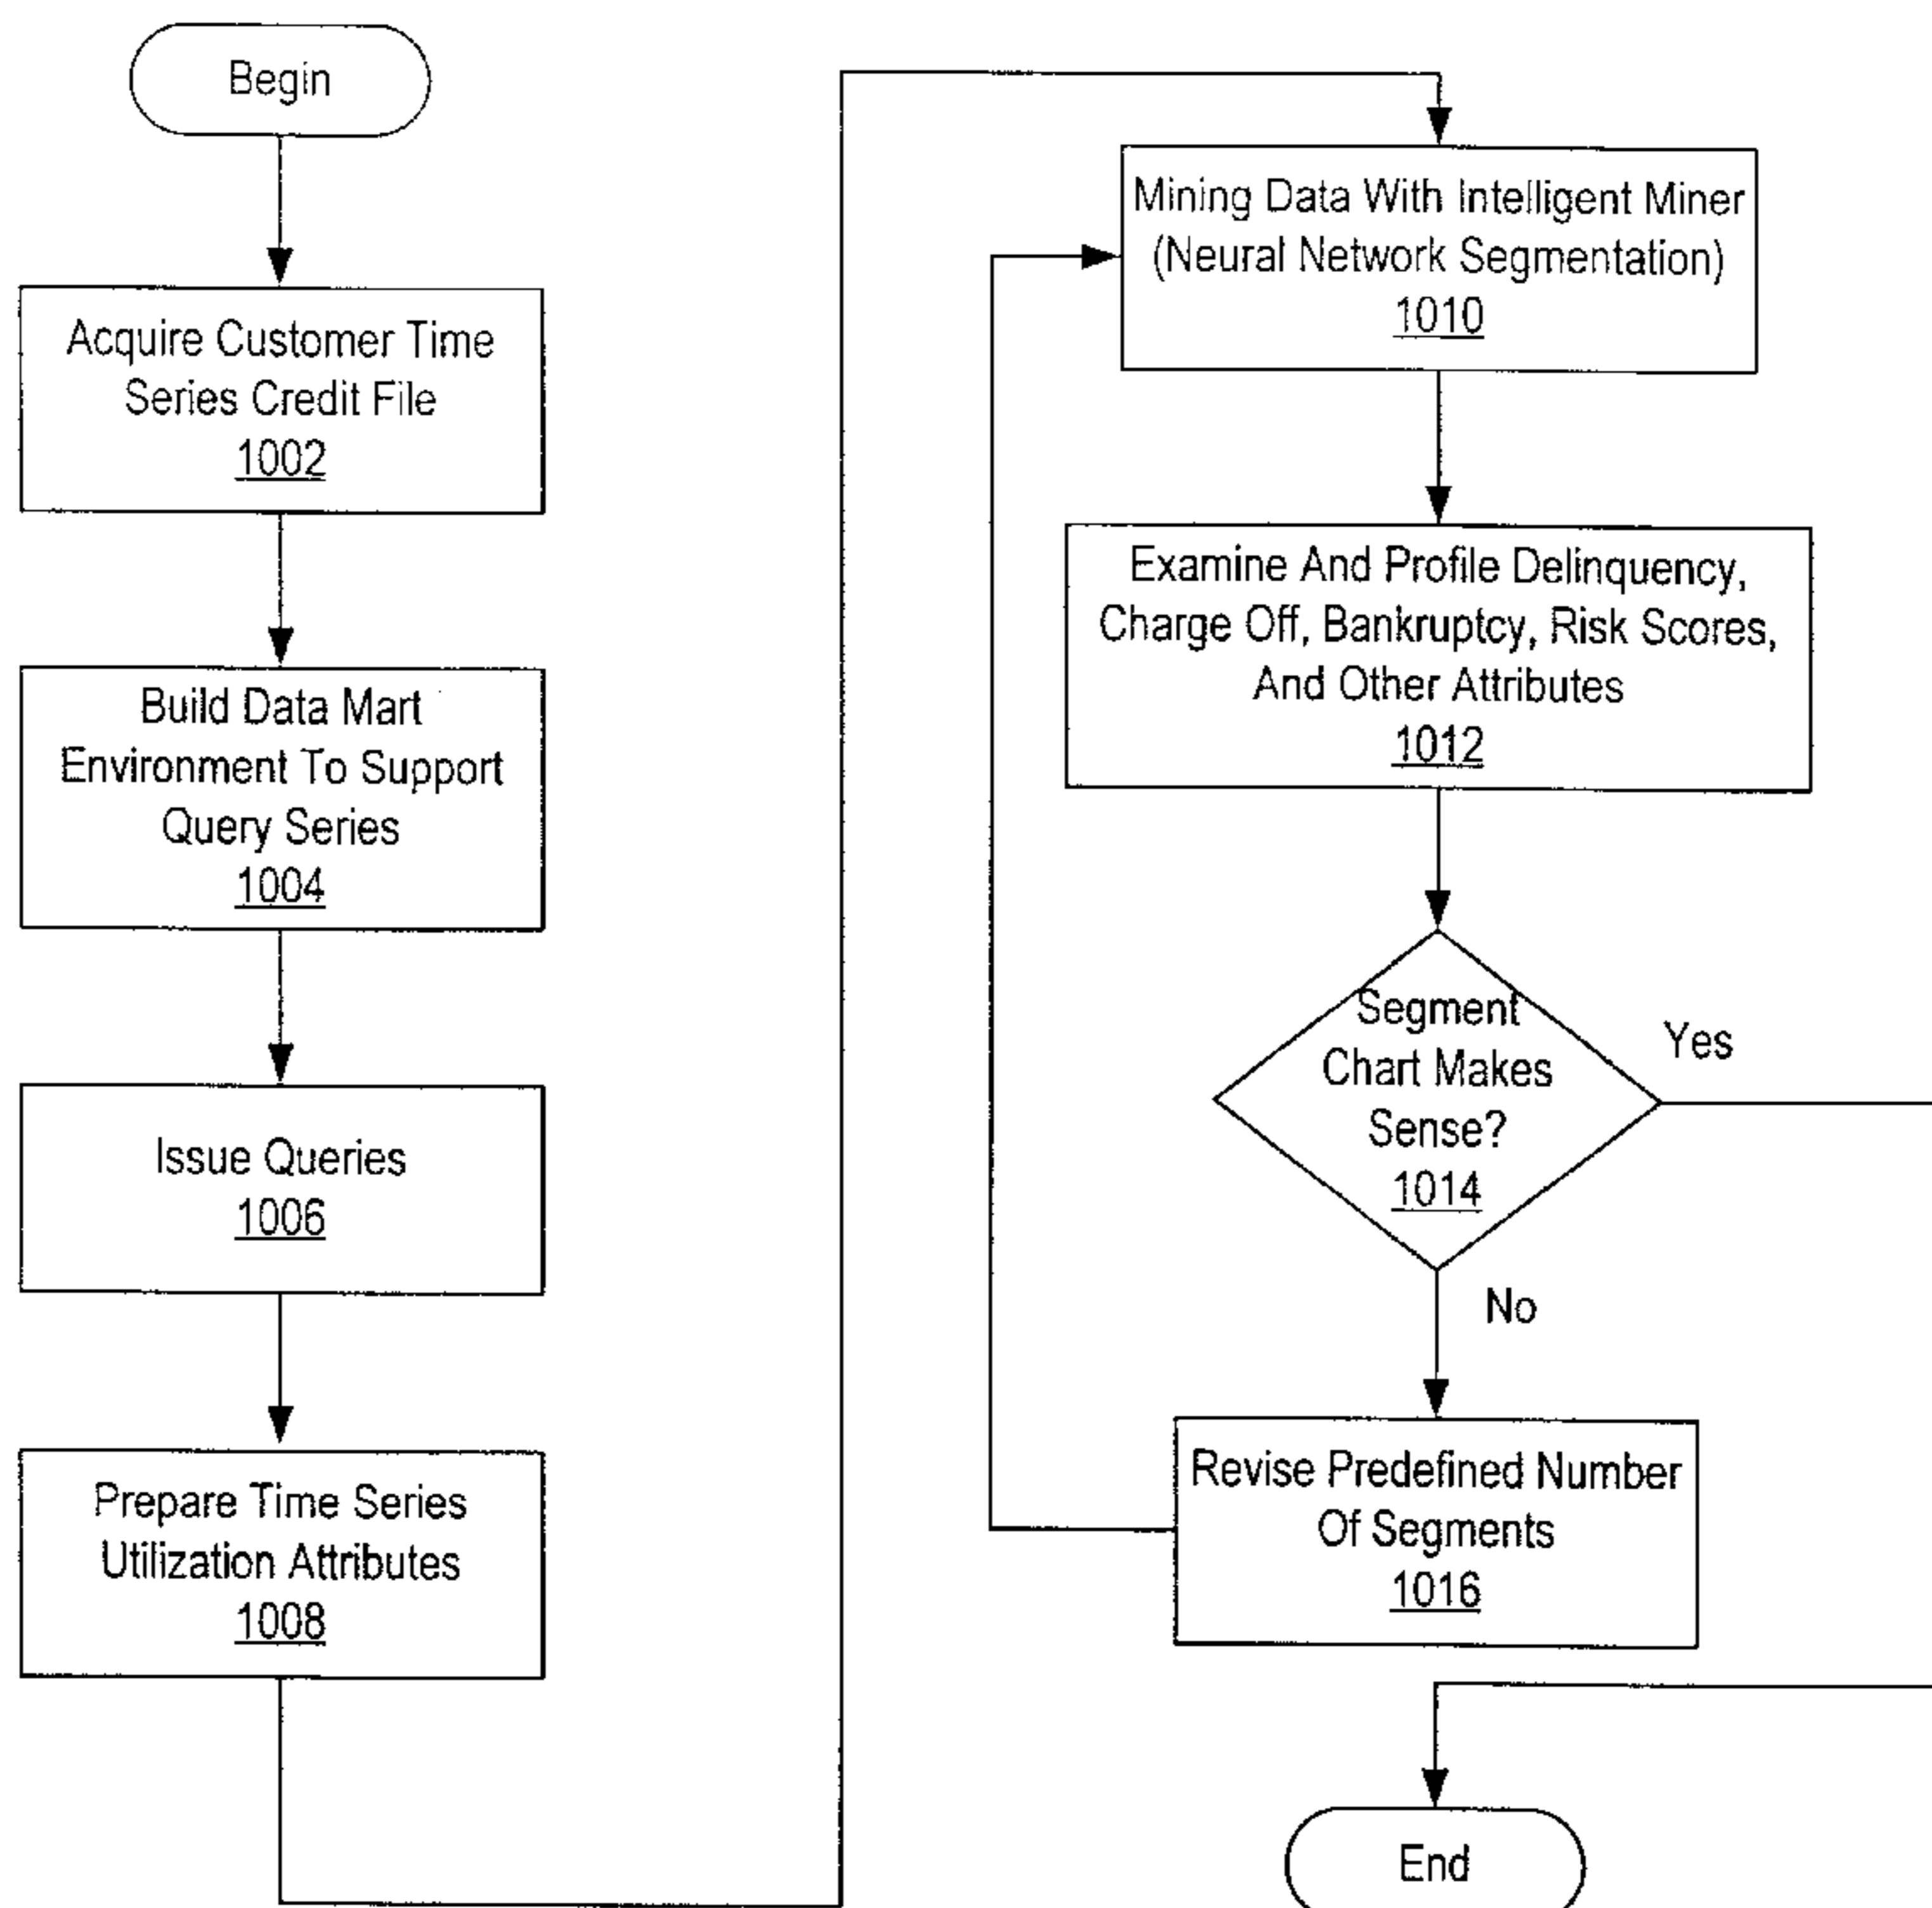 Begin
Acquire Customer Time
Series Credit File
1002
Build Data Mart
Environment To Support
Query Series
1004
Issue Queries
1006
Prepare Time Series
Utilization Attributes
1008
Mining Data With Intelligent Miner
(Neural Network Segmentation)
1010
Examine And Profile Delinquency,
Charge Off, Bankruptcy, Risk Scores,
And Other Attributes
1012
Segment
Chart Makes
Sense?
1014
Yes
No
Revise Predefined Number
Of Segments
1016
End